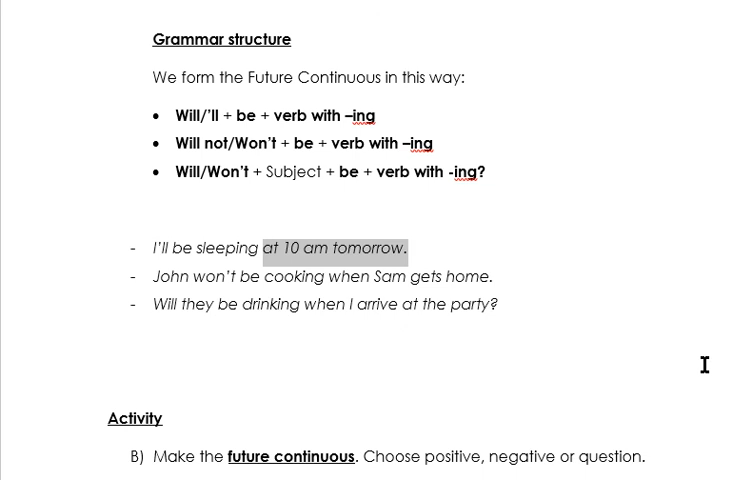 Grammar structure
We form the Future Continuous in this way:
• Will/'ll + be + verb with –ing
• Will not/Won't + be + verb with –ing
• Will/Won't + Subject + be + verb with -ing?
- I'll be sleeping at 10 am tomorrow.
- John won't be cooking when Sam gets home.
- Will they be drinking when I arrive at the party?
Activity
B) Make the future continuous. Choose positive, negative or question.